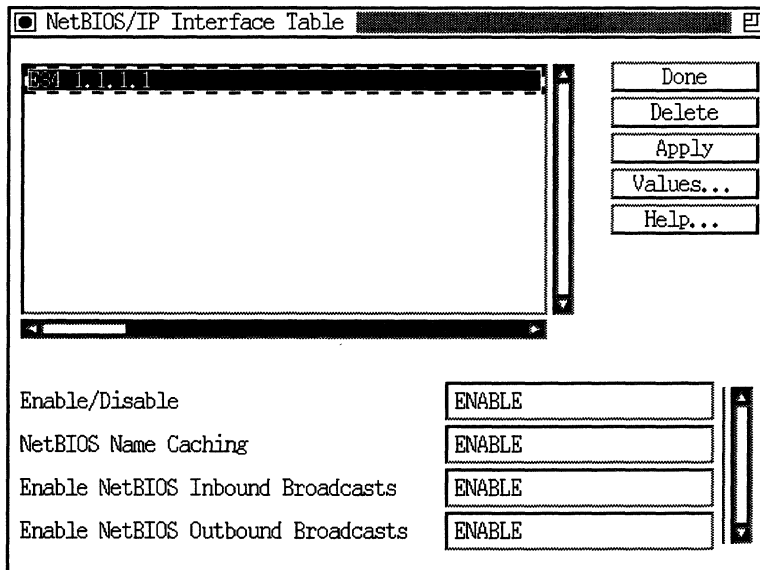 NetBIOS/IP Interface Table
E31 1.1.1.1
Done
Delete
Apply
Values...
Help...
Enable/Disable ENABLE
NetBIOS Name Caching ENABLE
Enable NetBIOS Inbound Broadcasts ENABLE
Enable NetBIOS Outbound Broadcasts ENABLE